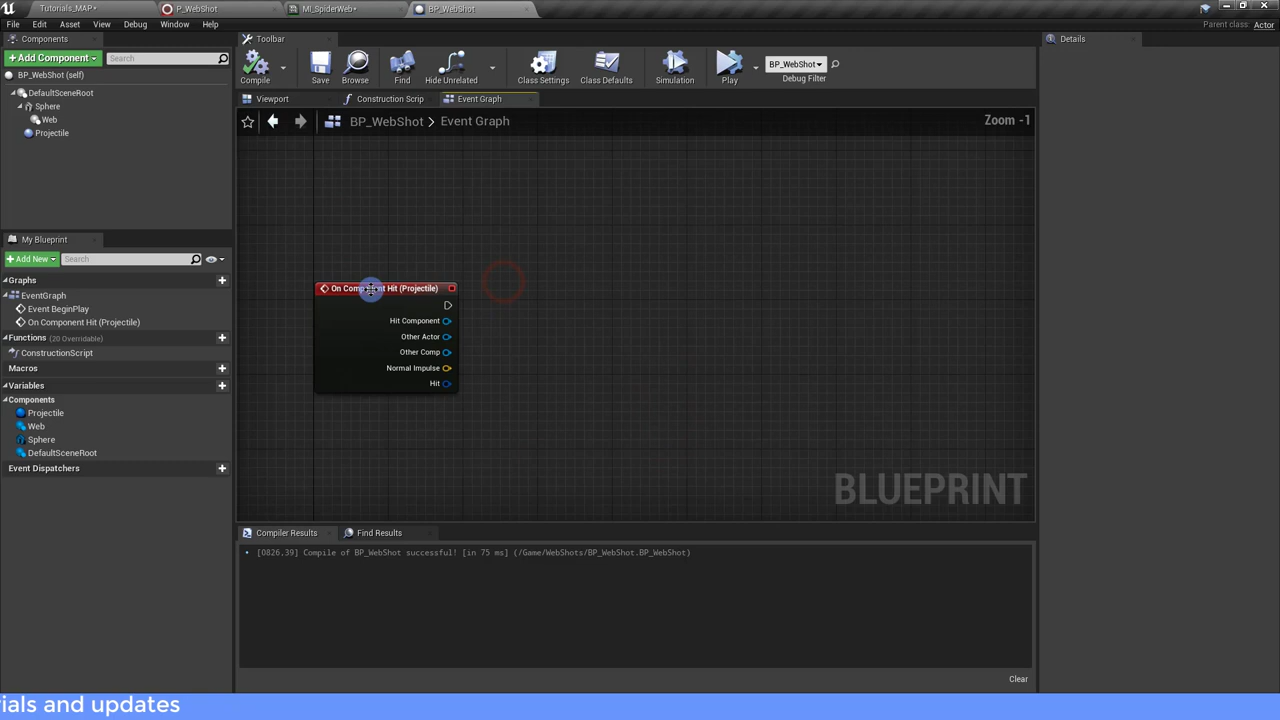 Tutorials_MAP*
P_WebShot
MI_SpiderWeb*
BP_WebShot
File Edit Asset View Debug Window Help
Parent class: Actor
Components
+Add Component
Search
BP_WebShot (self)
DefaultSceneRoot
Sphere
Web
Projectile
My Blueprint
+Add New
Search
Graphs
EventGraph
Event BeginPlay
On Component Hit (Projectile)
Functions (20 Overridable)
ConstructionScript
Macros
Variables
Components
Projectile
Web
Sphere
DefaultSceneRoot
Event Dispatchers
Toolbar
Compile
Save
Browse
Find
Hide Unrelated
Class Settings
Class Defaults
Simulation
Play
BP_WebShot
Debug Filter
Viewport
Construction Scrip
Event Graph
BP_WebShot > Event Graph
Zoom -1
On Component Hit (Projectile)
Hit Component
Other Actor
Other Comp
Normal Impulse
Hit
BLUEPRINT
Compiler Results
Find Results
[0826,39] Compile of BP_WebShot successful! [in 75 ms] (/Game/WebShots/BP_WebShot.BP_WebShot)
Clear
Details
rials and updates